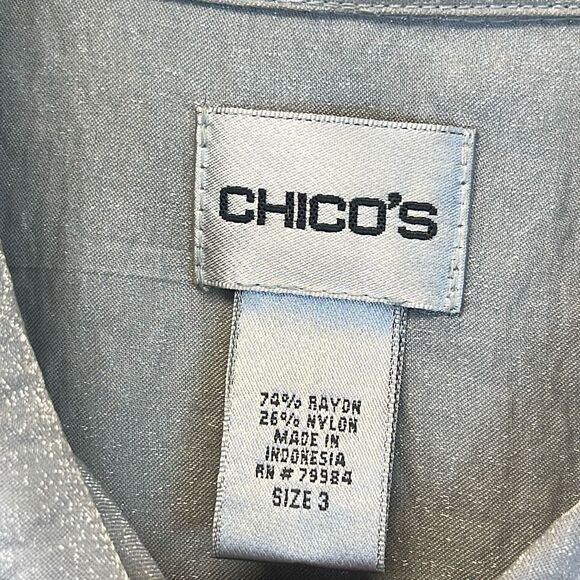 CHICO'S
74% RAYON
26% NYLON
MADE IN
INDONESIA
RN # 79984
SIZE 3